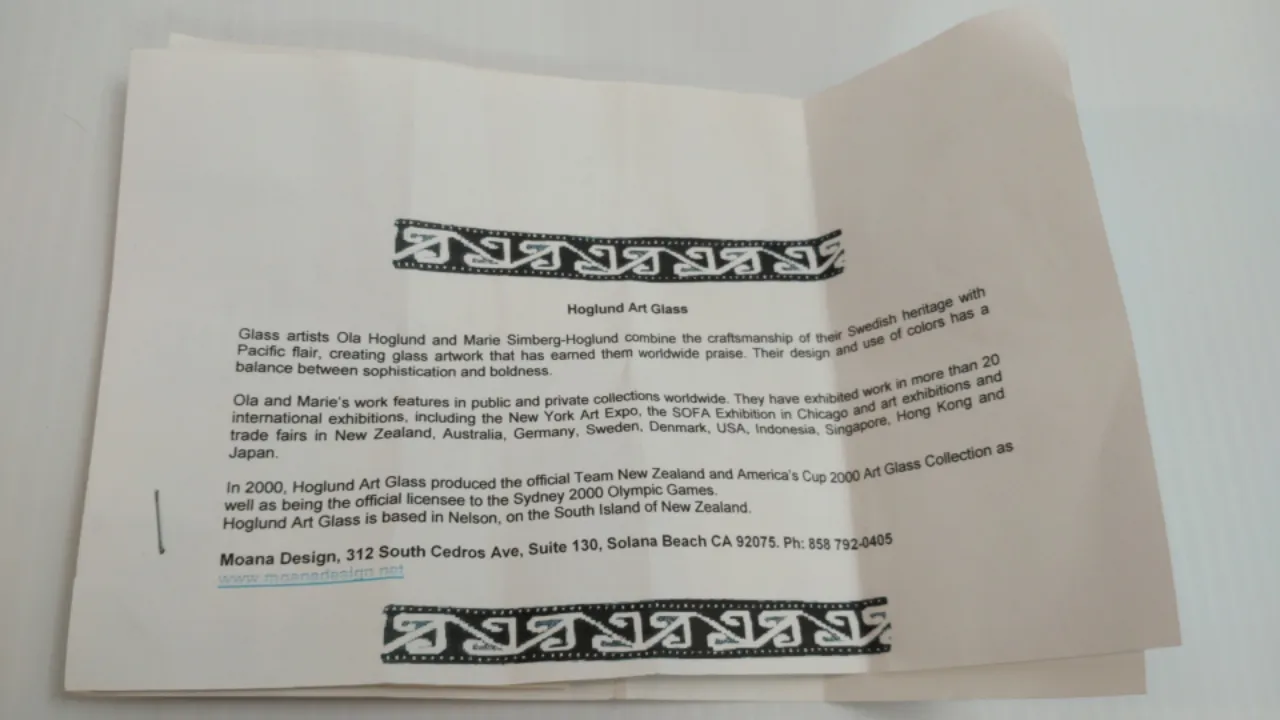 Hoglund Art Glass
Glass artists Ola Hoglund and Marie Simberg-Hoglund combine the craftsmanship of their Swedish heritage with
Pacific flair, creating glass artwork that has earned them worldwide praise. Their design and use of colors has a
balance between sophistication and boldness.
Ola and Marie's work features in public and private collections worldwide. They have exhibited work in more than 20
international exhibitions, including the New York Art Expo, the SOFA Exhibition in Chicago and art exhibitions and
trade fairs in New Zealand, Australia, Germany, Sweden, Denmark, USA, Indonesia, Singapore, Hong Kong and
Japan.
In 2000, Hoglund Art Glass produced the official Team New Zealand and America's Cup 2000 Art Glass Collection as
well as being the official licensee to the Sydney 2000 Olympic Games.
Hoglund Art Glass is based in Nelson, on the South Island of New Zealand.
Moana Design, 312 South Cedros Ave, Suite 130, Solana Beach CA 92075. Ph: 858 792-0405
www.moanadesign.net